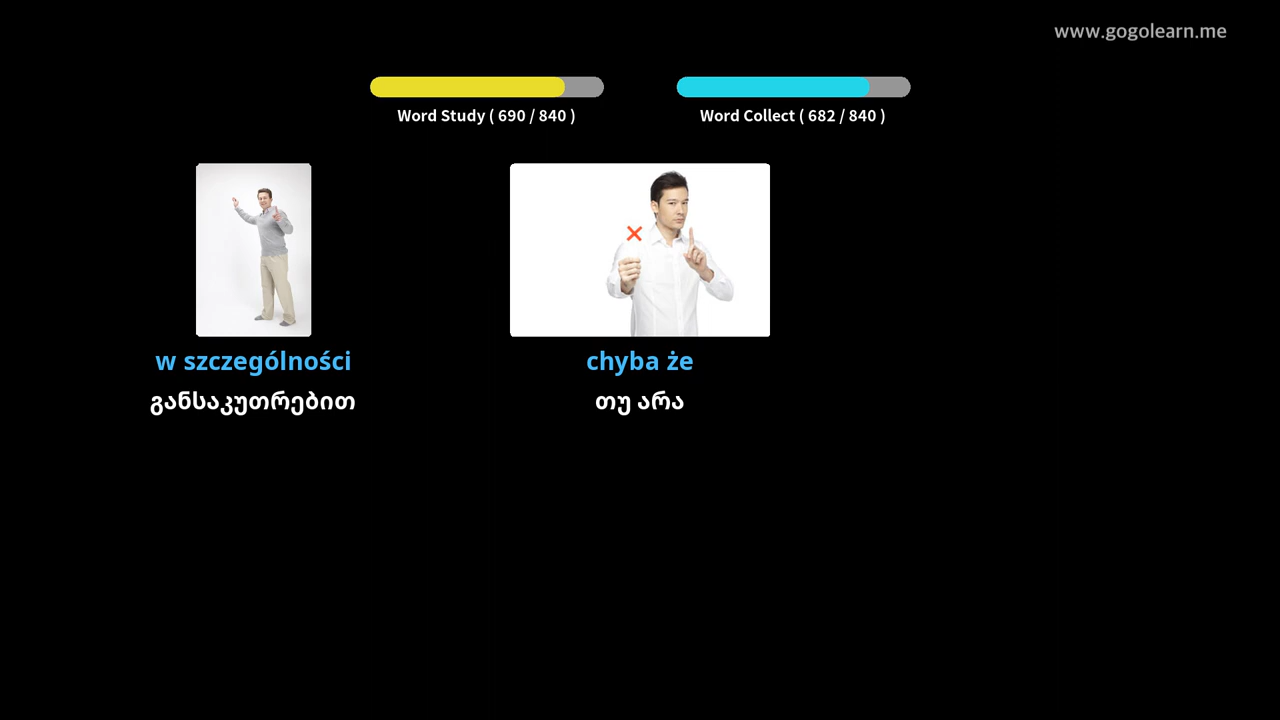 www.gogolearn.me
Word Study ( 690 / 840 )
Word Collect ( 682 / 840 )
w szczególności
განსაკუთრებით
chyba że
თუ არა